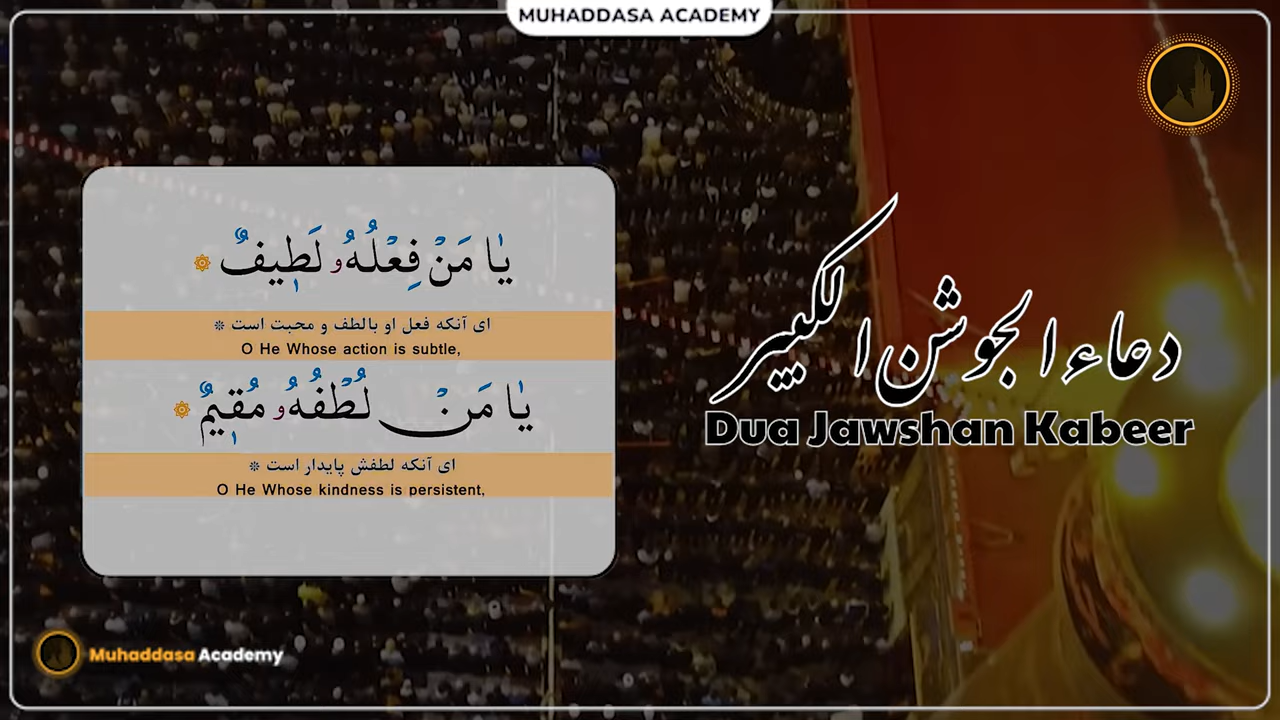 MUHADDASA ACADEMY
يٰا مَنْ فِعْلُهُ و لَطٖيفٌ ۞
ای آنکه فعل او بالطف و محبت است *
O He Whose action is subtle,
يٰا مَنْ لُطْفُهُ و مُقٖيمٌ ۞
ای آنکه لطفش پایدار است *
O He Whose kindness is persistent,
دعاء الجوشن الكبير
Dua Jawshan Kabeer
Muhaddasa Academy